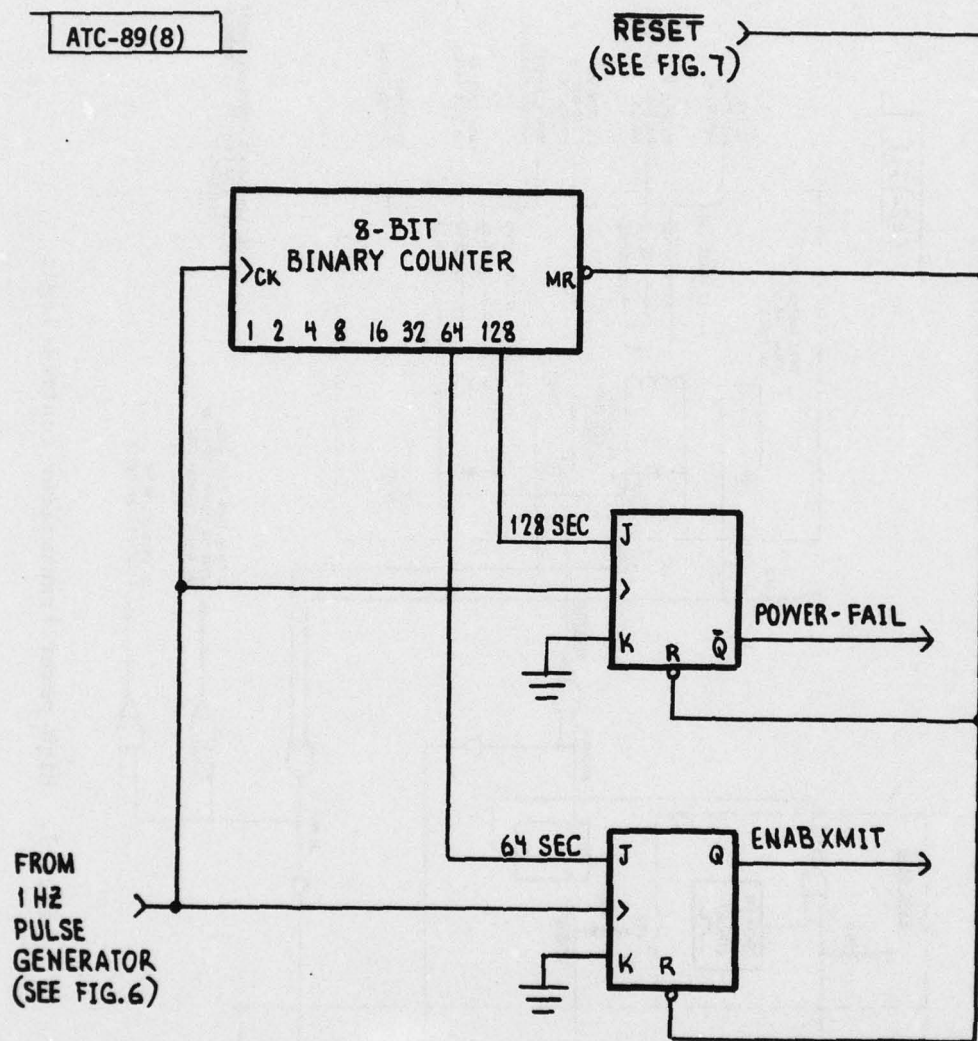 ATC-89(8)
RESET
(SEE FIG.7)
8-BIT
BINARY COUNTER
CK
MR
1 2 4 8 16 32 64 128
128 SEC
J
K
R
Q̄
POWER-FAIL
64 SEC
J
Q
K
R
ENAB XMIT
FROM
1 HZ
PULSE
GENERATOR
(SEE FIG.6)